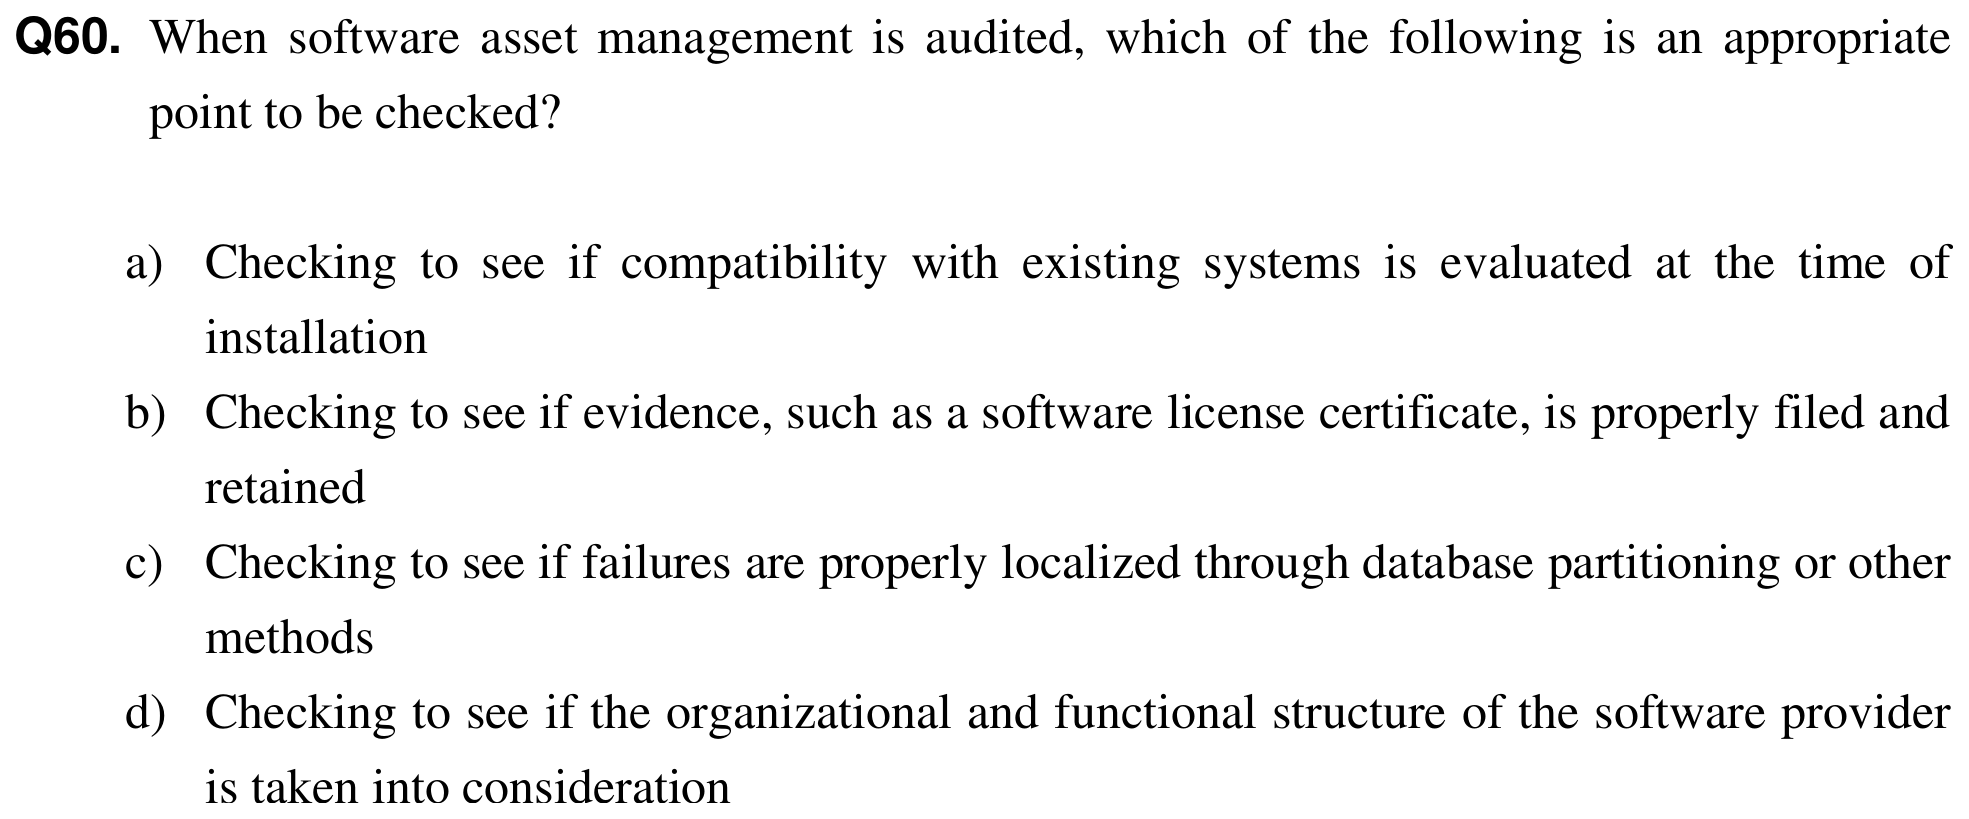 Q60. When software asset management is audited, which of the following is an appropriate
point to be checked?
a) Checking to see if compatibility with existing systems is evaluated at the time of
installation
b) Checking to see if evidence, such as a software license certificate, is properly filed and
retained
c) Checking to see if failures are properly localized through database partitioning or other
methods
d) Checking to see if the organizational and functional structure of the software provider
is taken into consideration